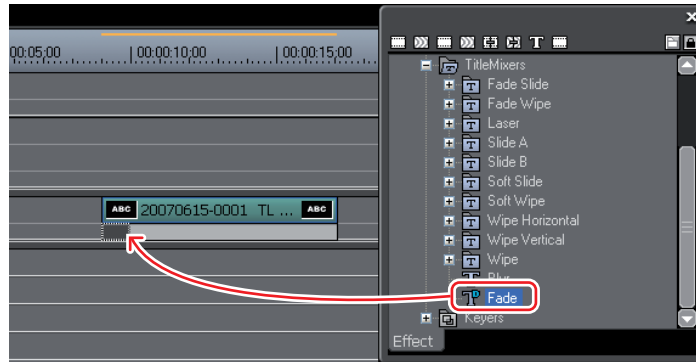 00:05;00 00:00:10;00 00:00:15;00
T
TitleMixers
T Fade Slide
T Fade Wipe
T Laser
T Slide A
T Slide B
T Soft Slide
T Soft Wipe
T Wipe Horizontal
T Wipe Vertical
T Wipe
Blur
Fade
Keyers
Effect
ABC 20070615-0001 TL ... ABC